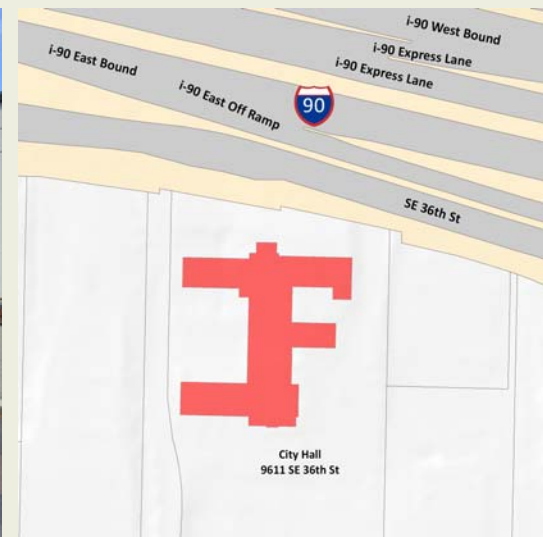 i-90 West Bound
i-90 Express Lane
i-90 East Bound
i-90 Express Lane
i-90 East Off Ramp
90
SE 36th St
City Hall
9611 SE 36th St